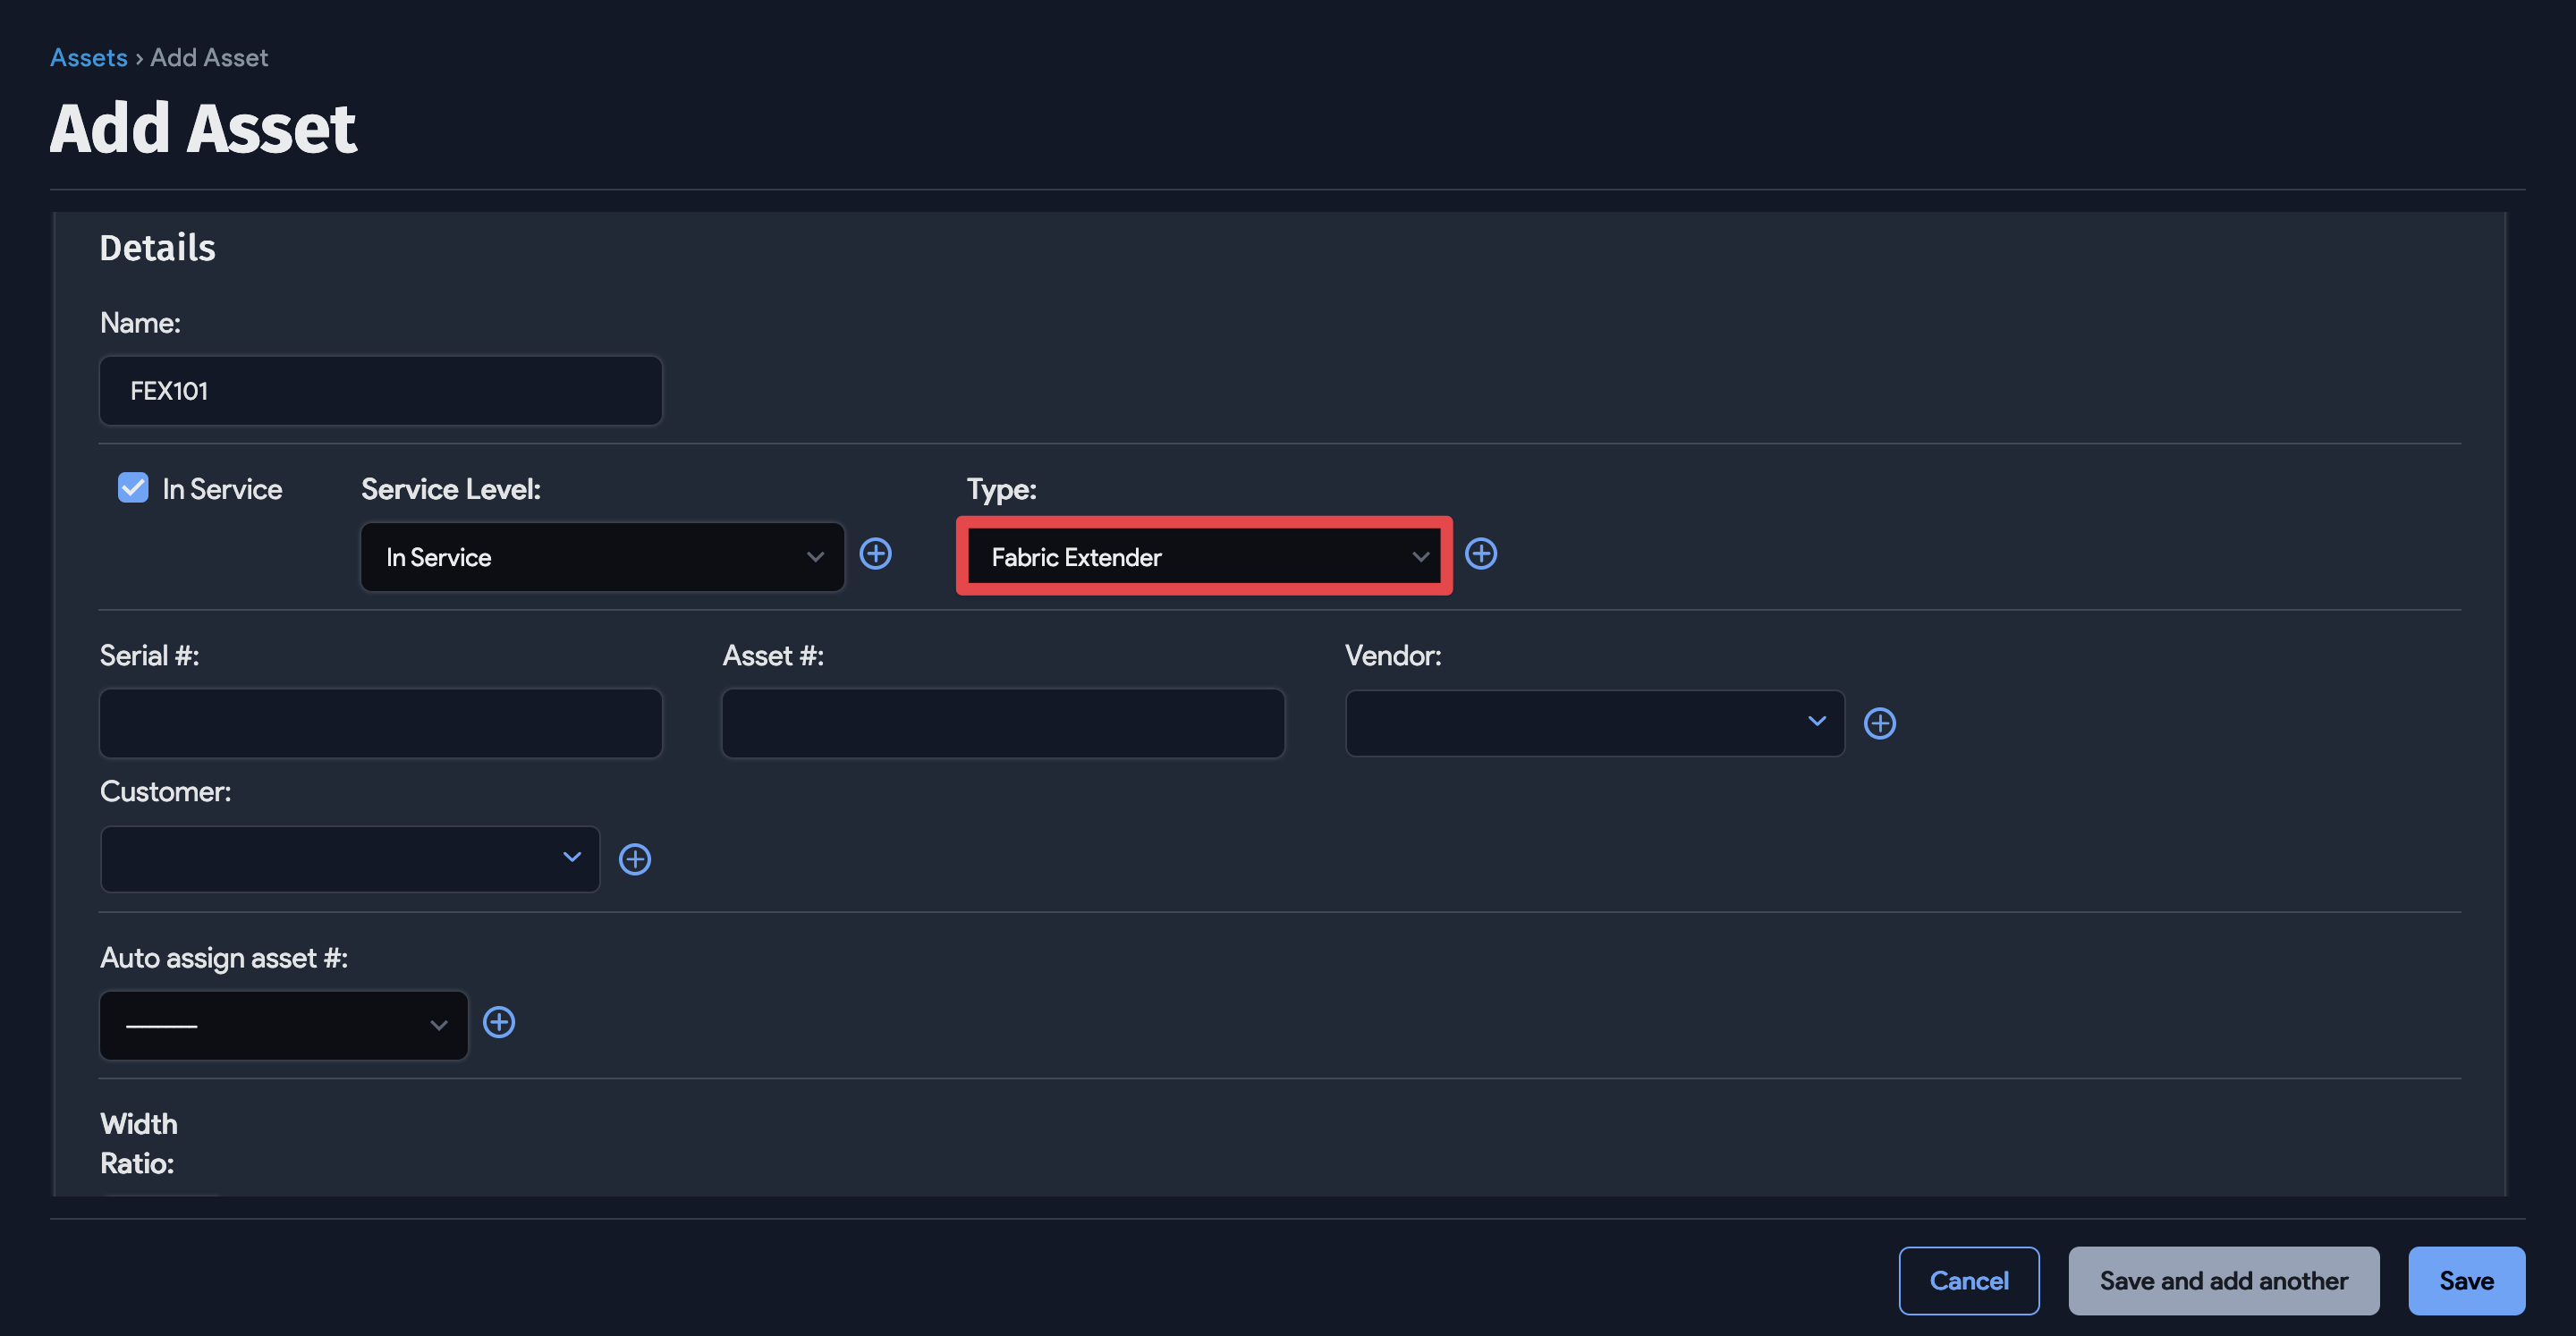 Assets › Add Asset
Add Asset
Details
Name:
FEX101
In Service
Service Level:
Type:
In Service
Fabric Extender
Serial #:
Asset #:
Vendor:
Customer:
Auto assign asset #:
---------
Width
Ratio:
Cancel
Save and add another
Save